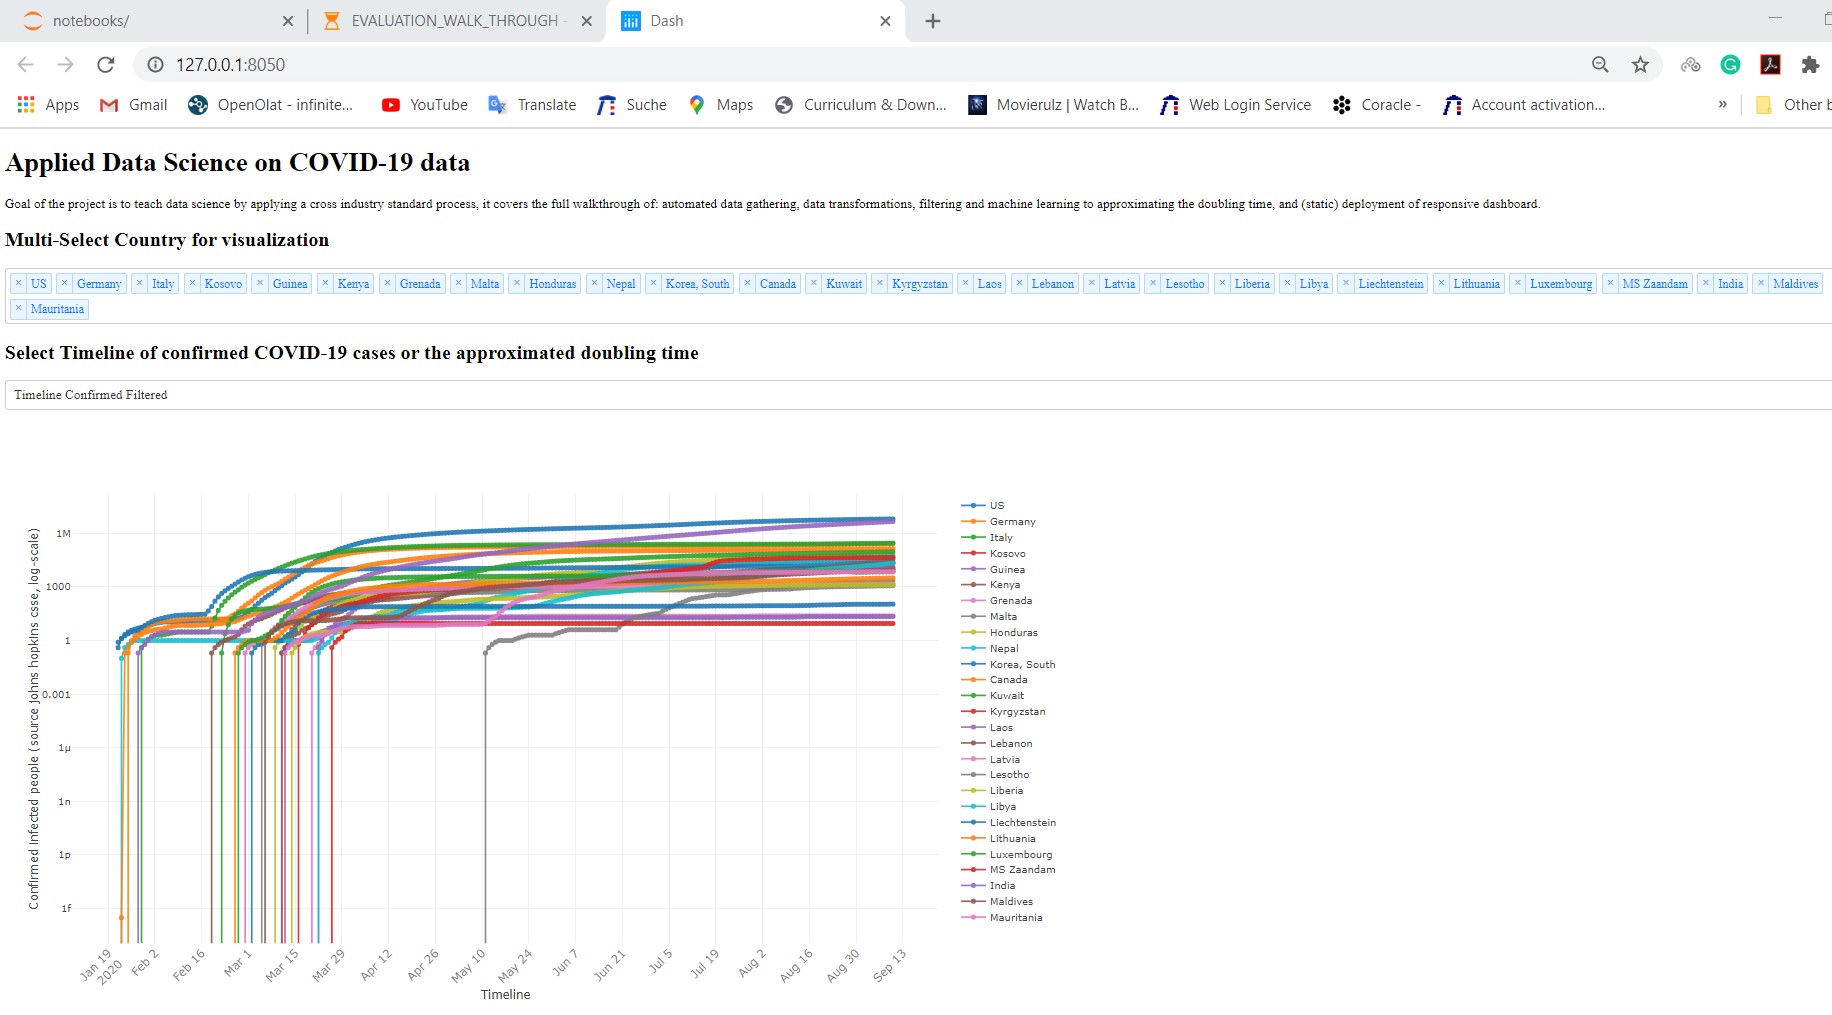 notebooks/
EVALUATION_WALK_THROUGH -
Dash
127.0.0.1:8050
Apps Gmail OpenOlat - infinite... YouTube Translate Suche Maps Curriculum & Down... Movierulz | Watch B... Web Login Service Coracle - Account activation... » Other b
Applied Data Science on COVID-19 data
Goal of the project is to teach data science by applying a cross industry standard process, it covers the full walkthrough of: automated data gathering, data transformations, filtering and machine learning to approximating the doubling time, and (static) deployment of responsive dashboard.
Multi-Select Country for visualization
× US × Germany × Italy × Kosovo × Guinea × Kenya × Grenada × Malta × Honduras × Nepal × Korea, South × Canada × Kuwait × Kyrgyzstan × Laos × Lebanon × Latvia × Lesotho × Liberia × Libya × Liechtenstein × Lithuania × Luxembourg × MS Zaandam × India × Maldives
× Mauritania
Select Timeline of confirmed COVID-19 cases or the approximated doubling time
Timeline Confirmed Filtered
Confirmed infected people (source johns hopkins csse, log-scale)
1M
1000
1
0.001
1μ
1n
1p
1f
Jan 19
2020
Feb 2
Feb 16
Mar 1
Mar 15
Mar 29
Apr 12
Apr 26
May 10
May 24
Jun 7
Jun 21
Jul 5
Jul 19
Aug 2
Aug 16
Aug 30
Sep 13
Timeline
US
Germany
Italy
Kosovo
Guinea
Kenya
Grenada
Malta
Honduras
Nepal
Korea, South
Canada
Kuwait
Kyrgyzstan
Laos
Lebanon
Latvia
Lesotho
Liberia
Libya
Liechtenstein
Lithuania
Luxembourg
MS Zaandam
India
Maldives
Mauritania